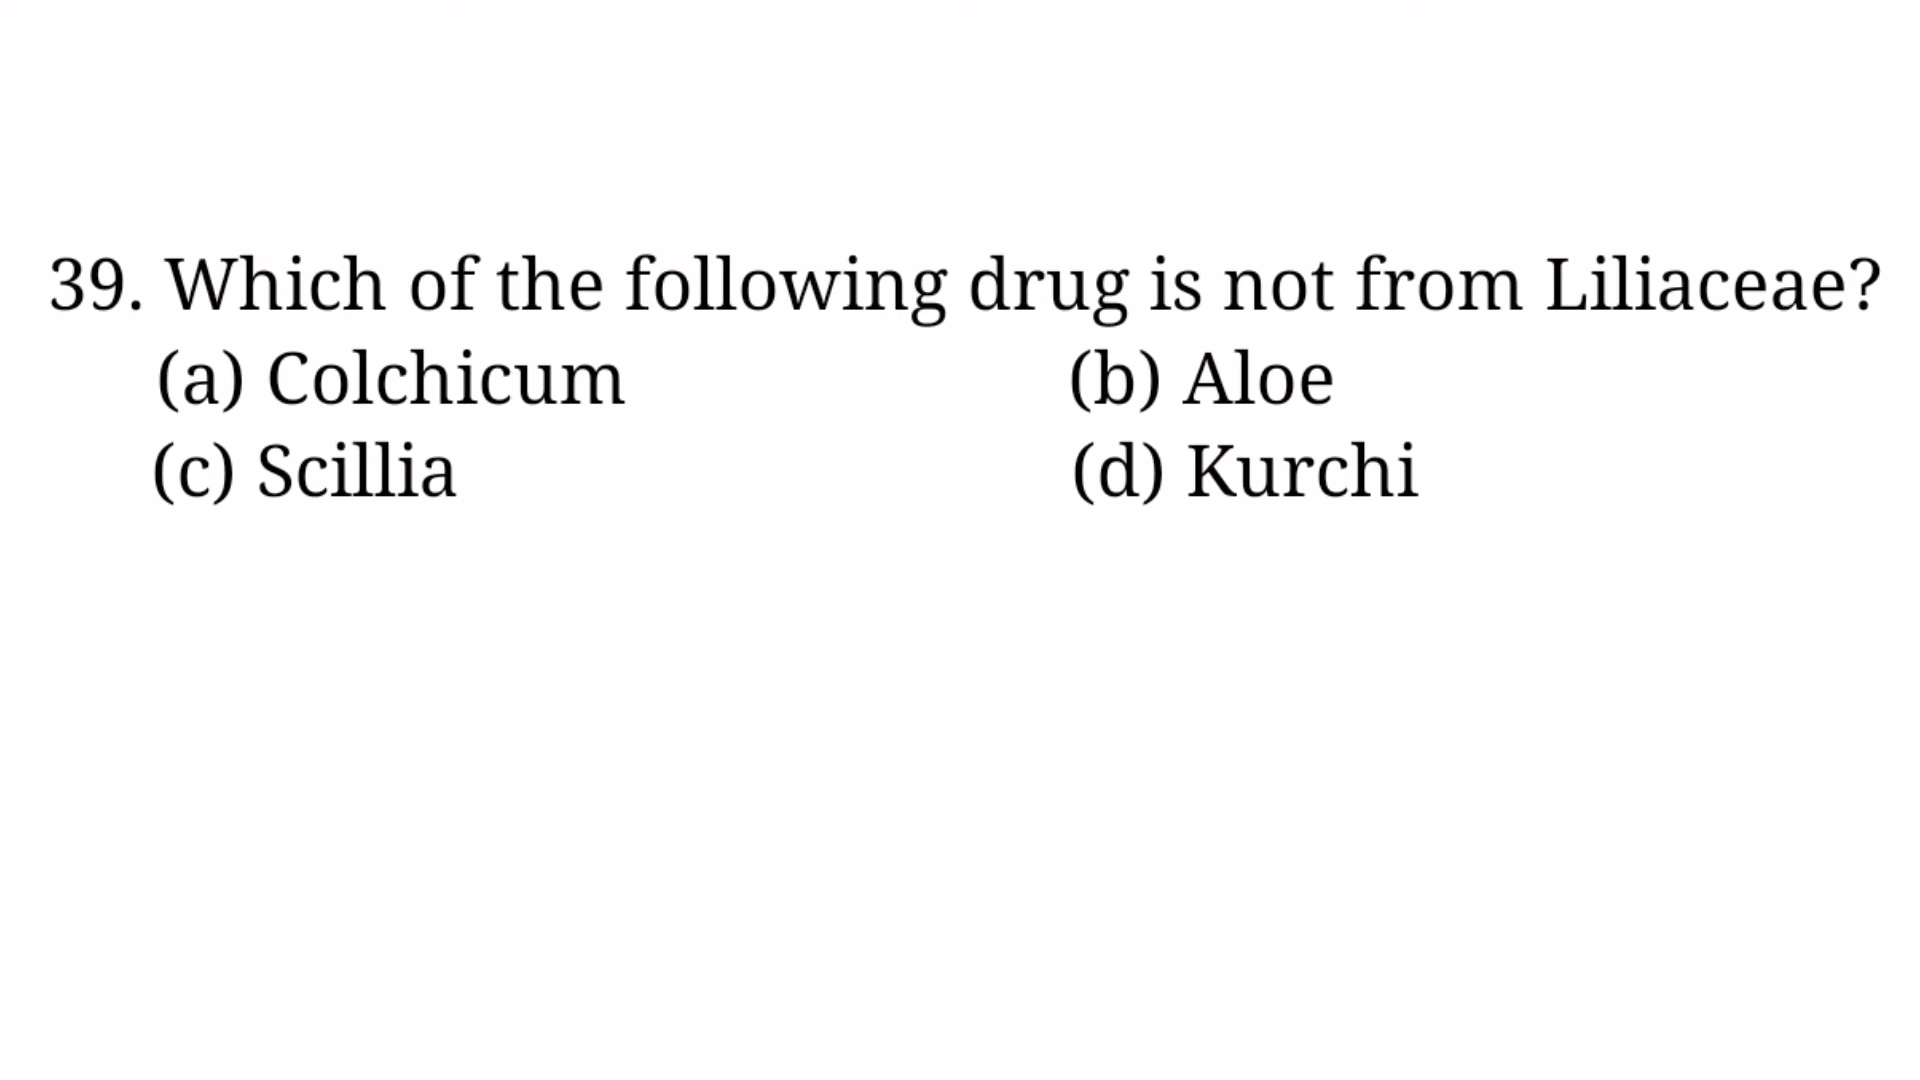 39. Which of the following drug is not from Liliaceae?
(a) Colchicum (b) Aloe
(c) Scillia (d) Kurchi